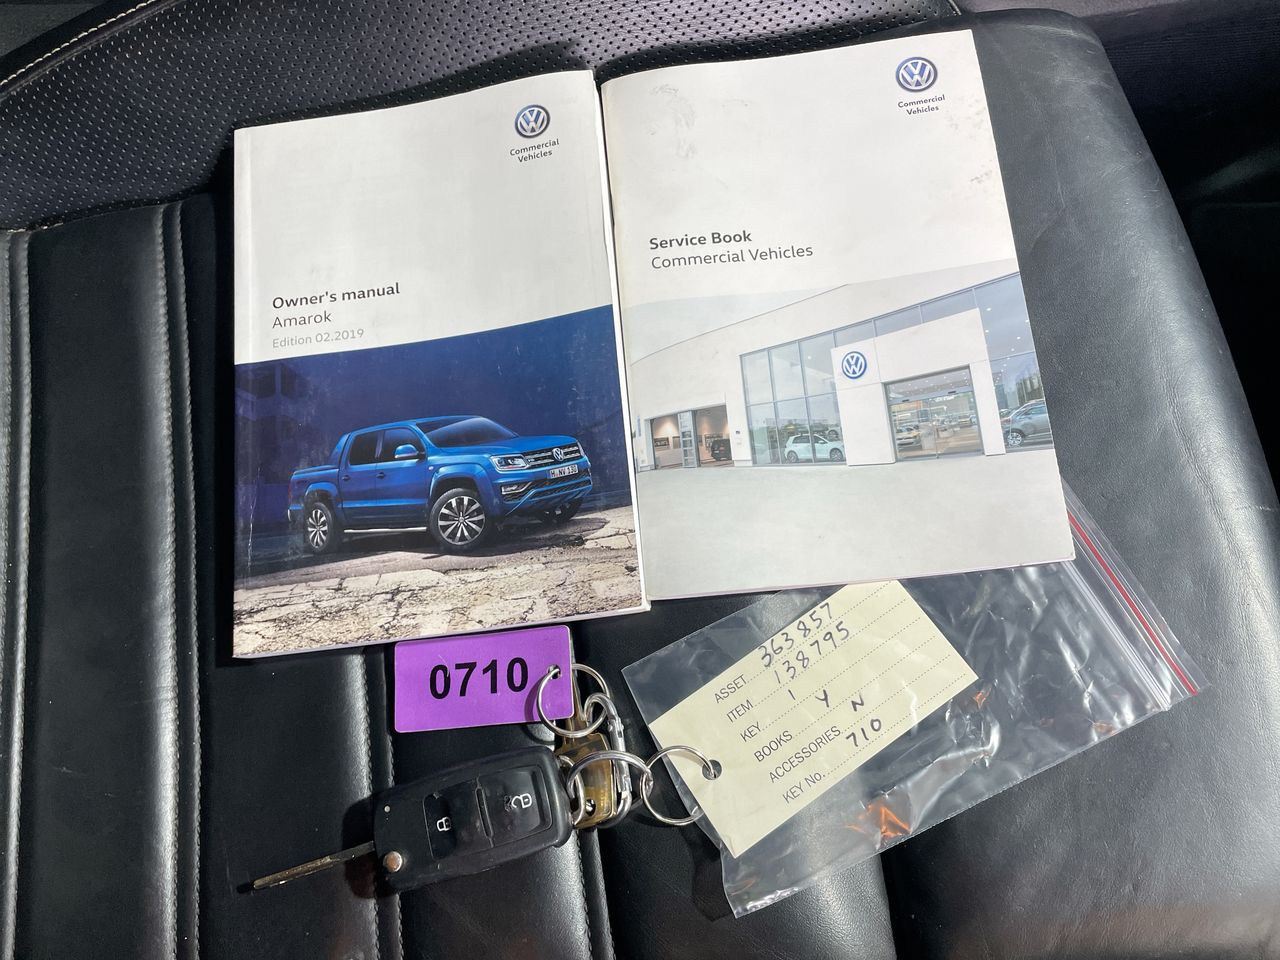 Commercial
Vehicles
Owner's manual
Amarok
Edition 02.2019
Commercial
Vehicles
Service Book
Commercial Vehicles
0710
ASSET 363857
ITEM 138795
KEY 1
BOOKS Y
ACCESSORIES N
KEY No. 710